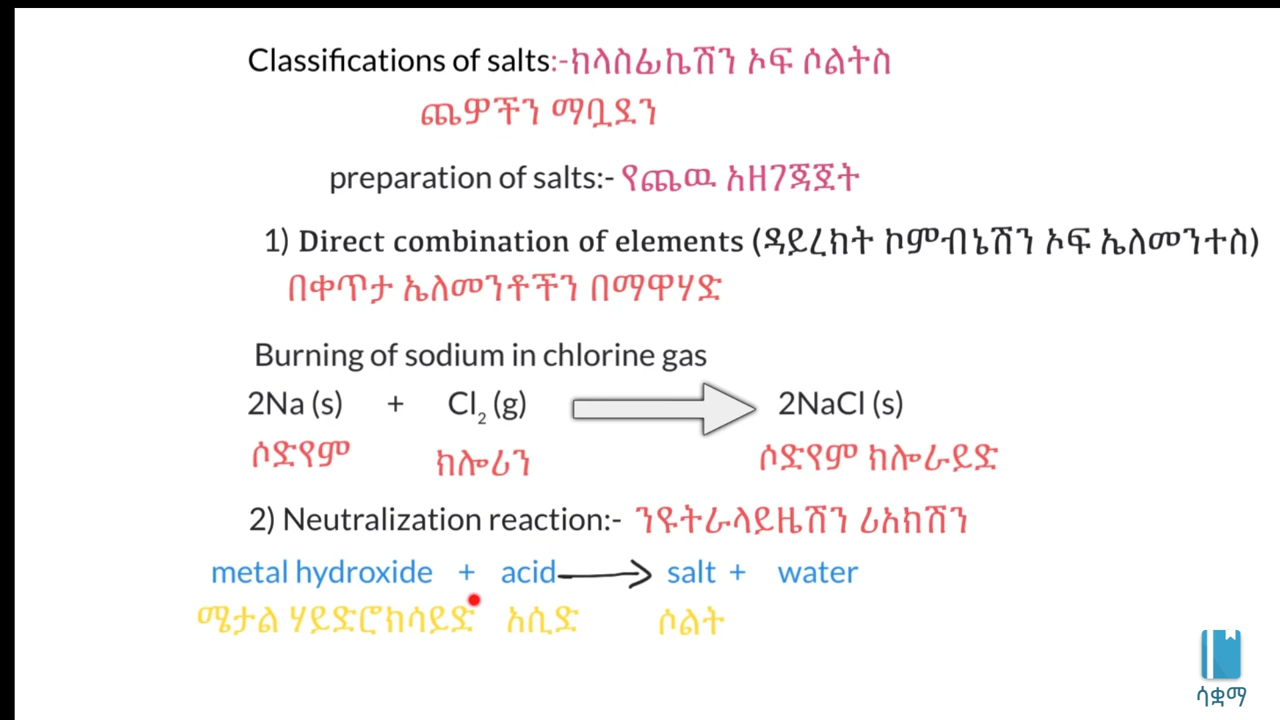 Classifications of salts:-ክላስፊኬሽን ኦፍ ሶልትስ
ጨዎችን ማቧደን
preparation of salts:- የጨዉ አዘገጃጀት
1) Direct combination of elements (ዳይረክት ኮምብኔሽን ኦፍ ኤለመንተስ)
በቀጥታ ኤለመንቶችን በማዋሃድ
Burning of sodium in chlorine gas
2Na (s) + Cl₂ (g) 2NaCl (s)
ሶድየም ክሎሪን ሶድየም ክሎራይድ
2) Neutralization reaction:- ንዩትራላይዜሽን ሪአክሽን
metal hydroxide + acid → salt + water
ሜታል ሃይድሮክሳይድ አሲድ ሶልት
ሳቋማ